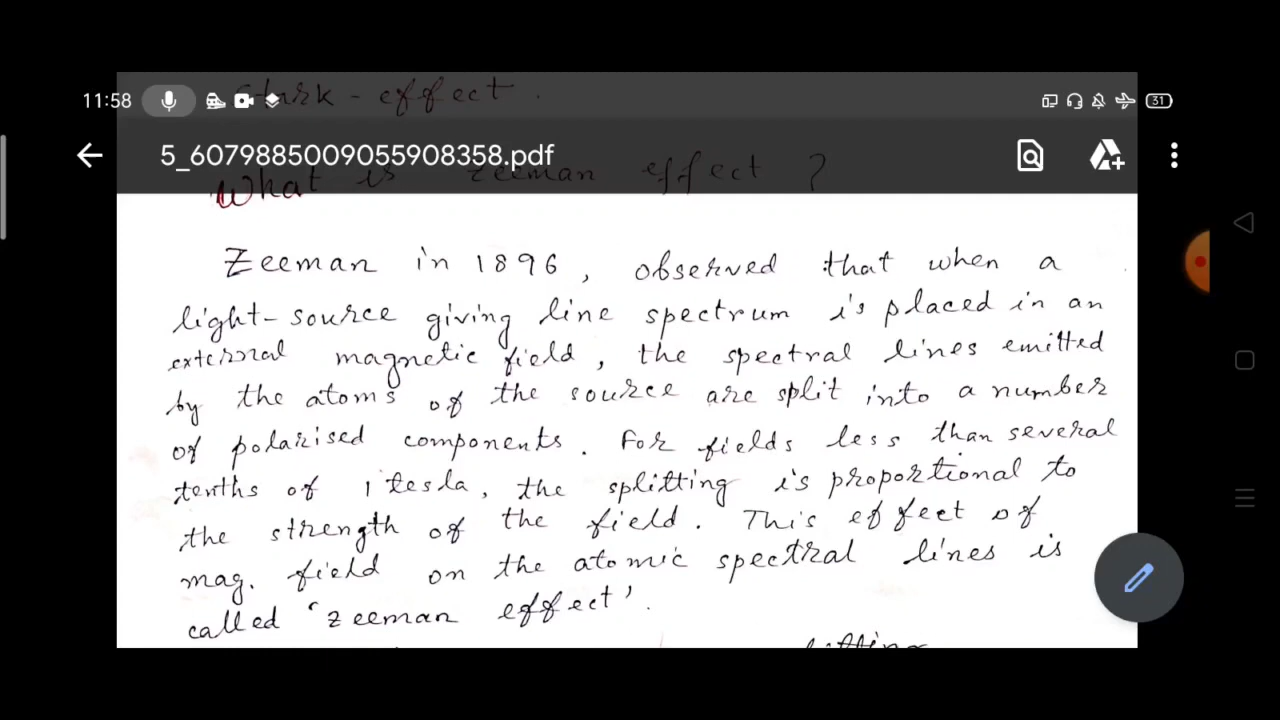 Stark - effect.
11:58
31
5_6079885009055908358.pdf
What is Zeeman effect ?
Zeeman in 1896, observed that when a
light-source giving line spectrum is placed in an
external magnetic field, the spectral lines emitted
by the atoms of the source are split into a number
of polarised components. For fields less than several
tenths of 1 tesla, the splitting is proportional to
the strength of the field. This effect of
mag. field on the atomic spectral lines is
called 'Zeeman effect'.